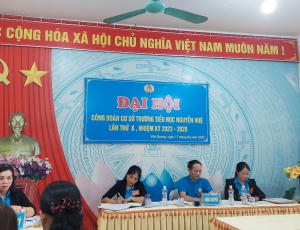 CỘNG HÒA XÃ HỘI CHỦ NGHĨA VIỆT NAM MUÔN NĂM !
ĐẠI HỘI
CÔNG ĐOÀN CƠ SỞ TRƯỜNG TIỂU HỌC NGUYỄN HUỆ
LẦN THỨ X , NHIỆM KỲ 2023 - 2028